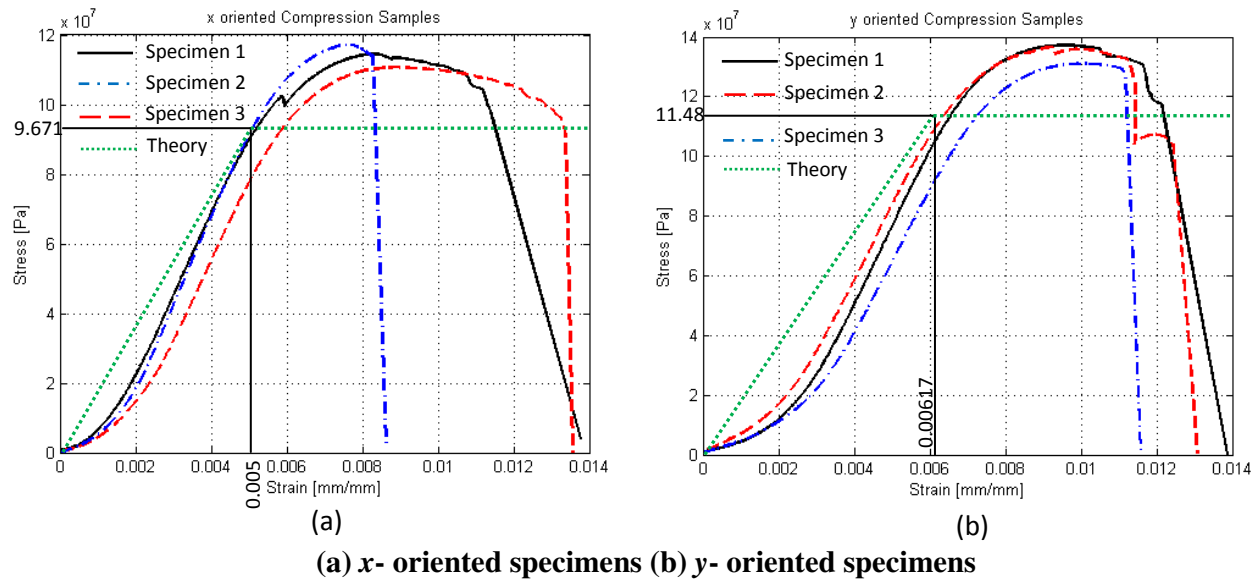 x oriented Compression Samples
x 10^7
12
10
9.671
8
6
4
2
0
Stress [Pa]
Specimen 1
Specimen 2
Specimen 3
Theory
0 0.002 0.004 0.006 0.008 0.01 0.012 0.014
0.005
Strain [mm/mm]
(a)
y oriented Compression Samples
x 10^7
14
12
11.48
10
8
6
4
2
0
Stress [Pa]
Specimen 1
Specimen 2
Specimen 3
Theory
0.00617
0 0.002 0.004 0.006 0.008 0.01 0.012 0.014
Strain [mm/mm]
(b)
(a) x- oriented specimens (b) y- oriented specimens